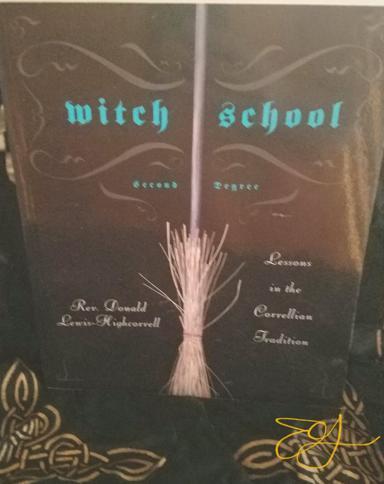 witch school
Second Degree
Lessons
in the
Correllian
Tradition
Rev. Donald
Lewis-Highcorrell